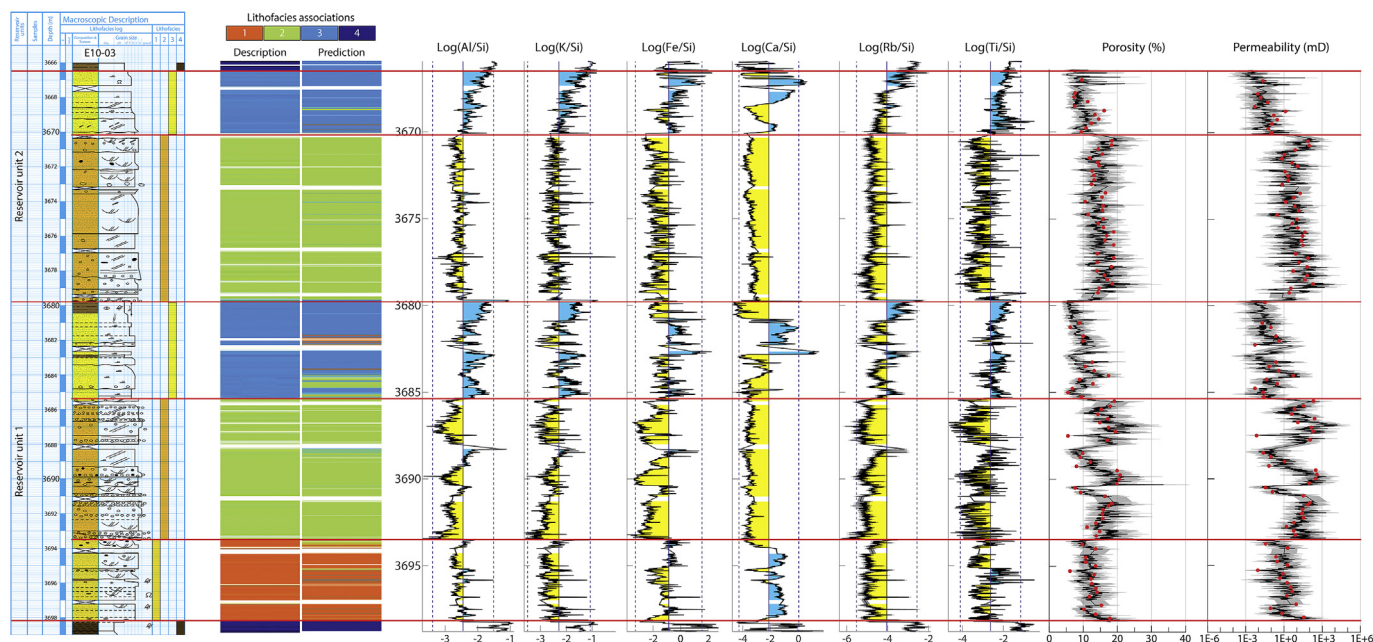 Reservoir units
Samples
Depth (m)
Macroscopic Description
Lithofacies log
Lithofacies
1 2 3 4
E10-03
Lithofacies associations
1 2 3 4
Description Prediction
Log(Al/Si) Log(K/Si) Log(Fe/Si) Log(Ca/Si) Log(Rb/Si) Log(Ti/Si) Porosity (%) Permeability (mD)
Reservoir unit 2
Reservoir unit 1
3666
3668
3670
3672
3674
3676
3678
3680
3682
3684
3686
3688
3690
3692
3694
3696
3698
3670
3675
3680
3685
3690
3695
-3 -2 -1
-3 -2 -1
-2 0 2
-4 -2 0
-6 -4 -2
-4 -2
0 10 20 30 40
1E-6 1E-3 1E+0 1E+3 1E+6